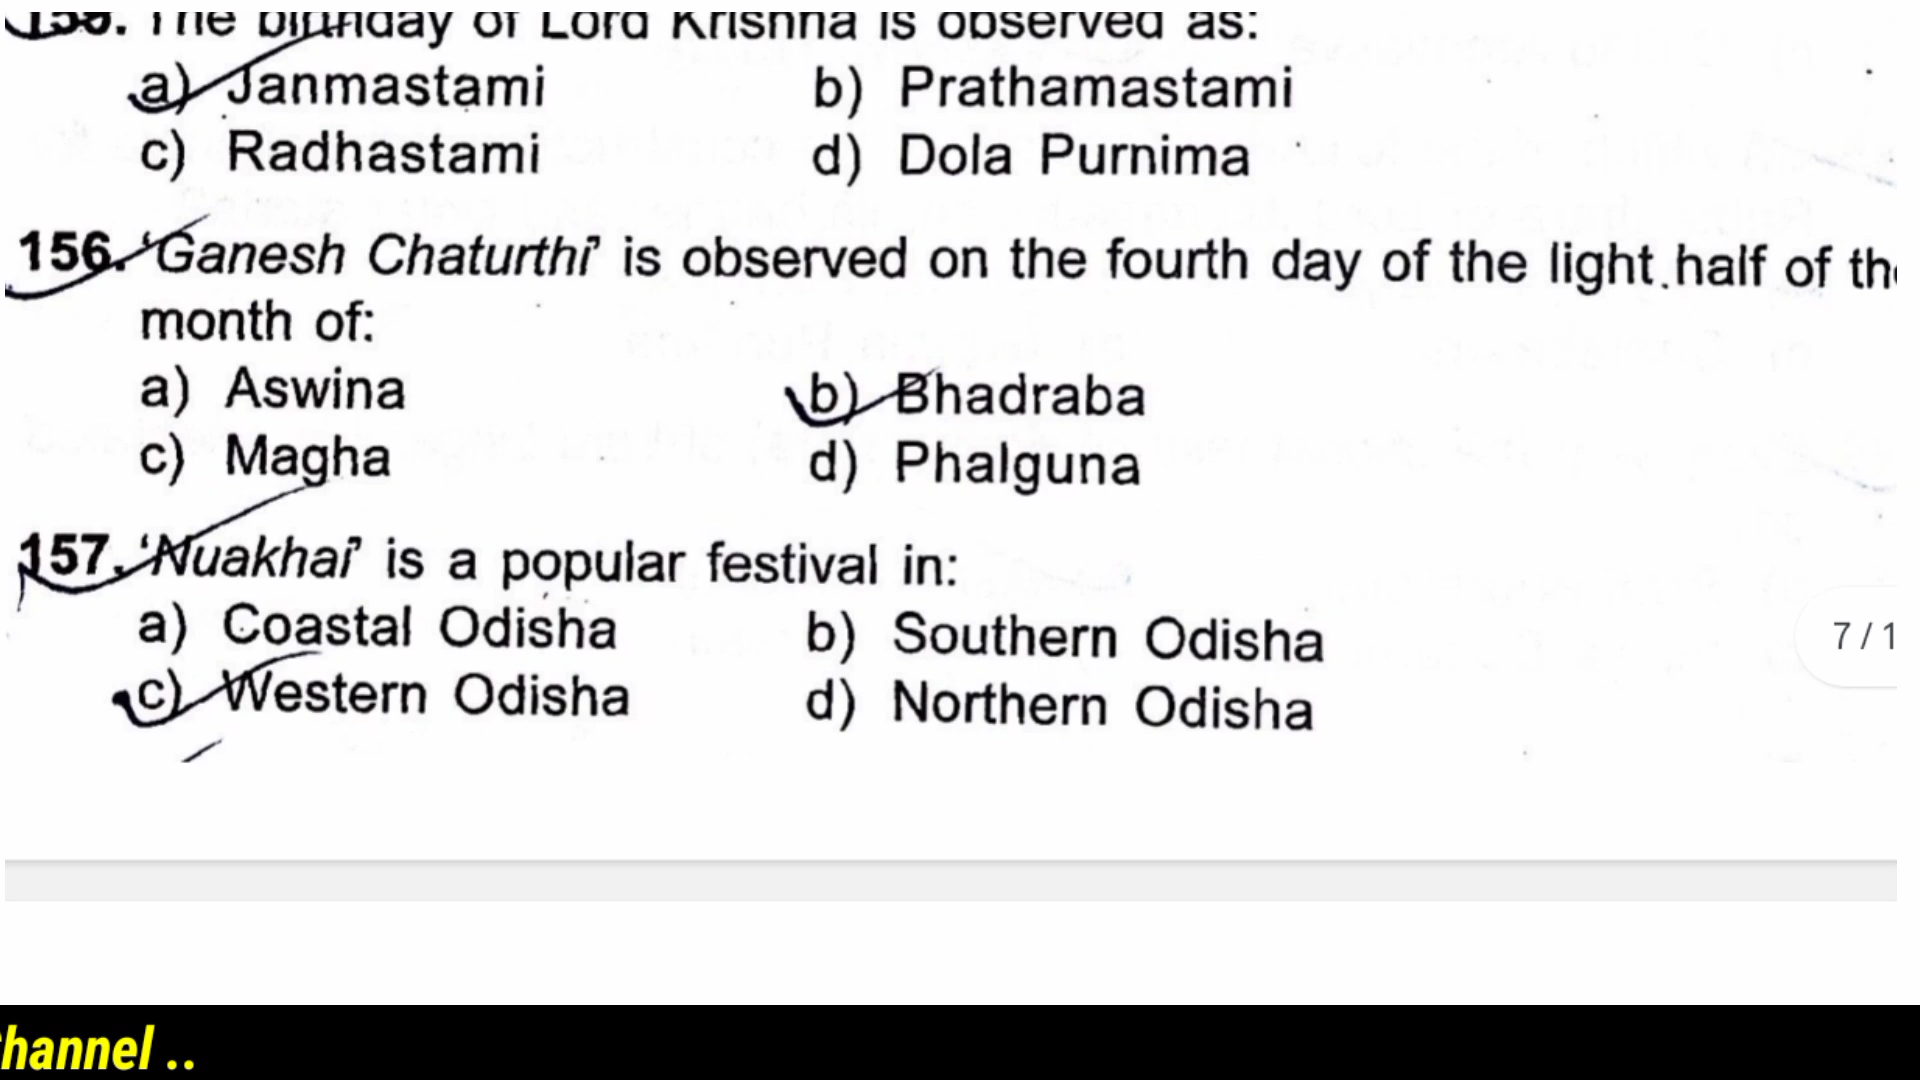 The birthday of Lord Krishna is observed as:
a) Janmastami b) Prathamastami
c) Radhastami d) Dola Purnima
156. 'Ganesh Chaturthi' is observed on the fourth day of the light half of
month of:
a) Aswina b) Bhadraba
c) Magha d) Phalguna
157. 'Nuakhai' is a popular festival in:
a) Coastal Odisha b) Southern Odisha
7 / 1
c) Western Odisha d) Northern Odisha
hannel ..